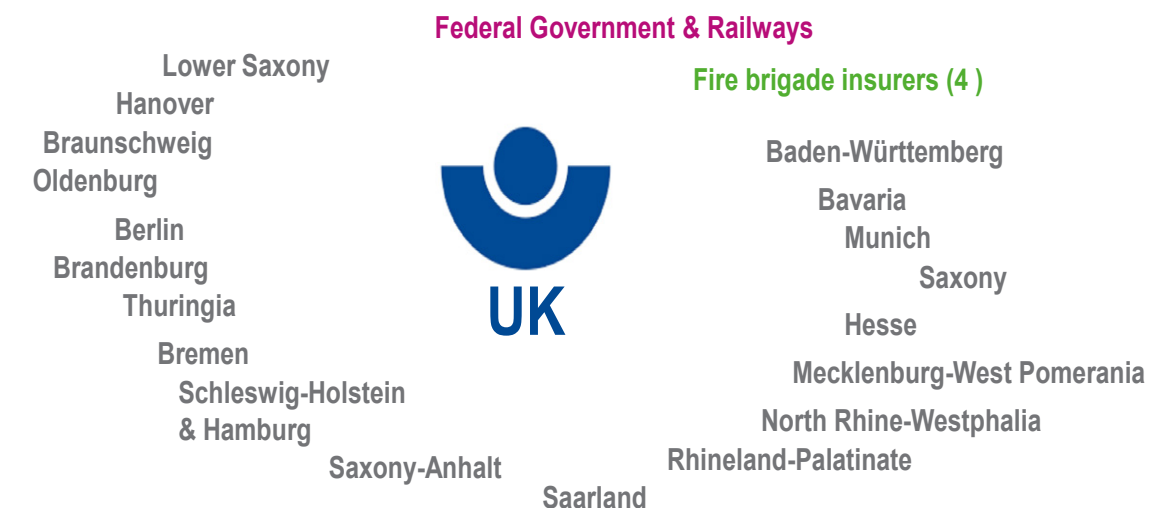 Federal Government & Railways
Fire brigade insurers (4 )
Lower Saxony
Hanover
Braunschweig
Oldenburg
Berlin
Brandenburg
Thuringia
Bremen
Schleswig-Holstein
& Hamburg
Saxony-Anhalt
Saarland
UK
Baden-Württemberg
Bavaria
Munich
Saxony
Hesse
Mecklenburg-West Pomerania
North Rhine-Westphalia
Rhineland-Palatinate